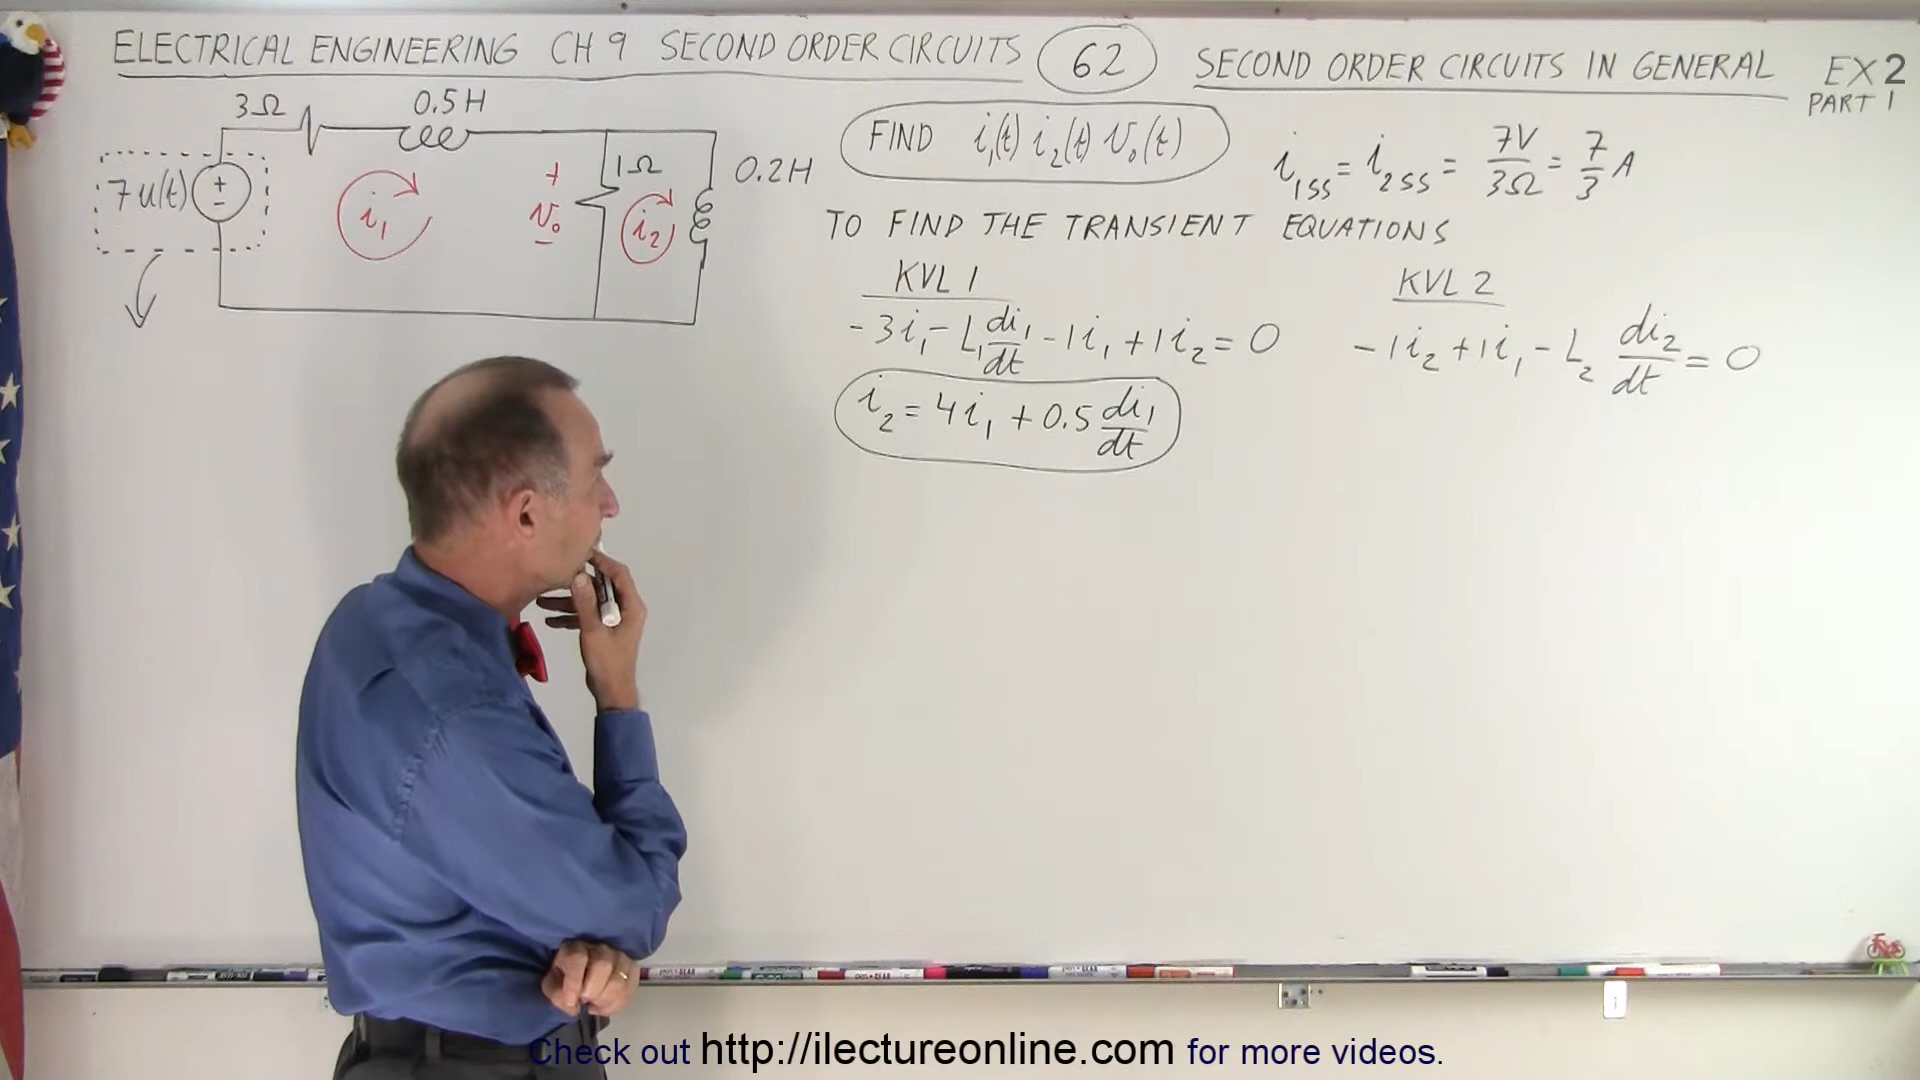 ELECTRICAL ENGINEERING CH 9 SECOND ORDER CIRCUITS 62 SECOND ORDER CIRCUITS IN GENERAL EX 2
PART 1
3Ω 0.5H
7u(t) + - i₁ + v₀ - 1Ω i₂ 0.2H
FIND i₁(t) i₂(t) v₀(t)
i₁ₛₛ = i₂ₛₛ = 7V/3Ω = 7/3 A
TO FIND THE TRANSIENT EQUATIONS
KVL 1
-3i₁ - L₁ di₁/dt - 1i₁ + 1i₂ = 0
i₂ = 4i₁ + 0.5 di₁/dt
KVL 2
-1i₂ + 1i₁ - L₂ di₂/dt = 0
Check out http://ilectureonline.com for more videos.